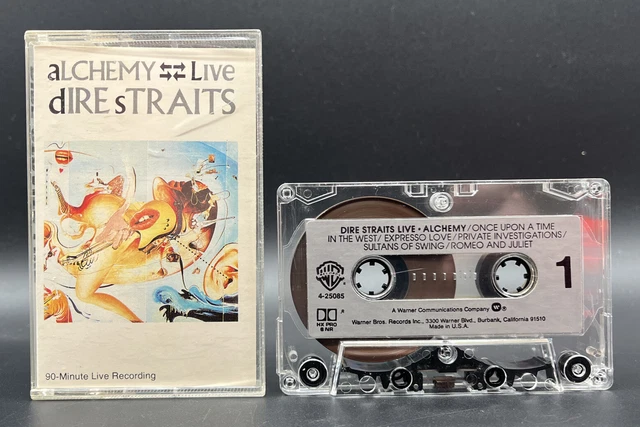 aLCHEMY ⇆ Live
dIRE sTRAITS
90-Minute Live Recording
DIRE STRAITS LIVE • ALCHEMY/ONCE UPON A TIME
IN THE WEST/EXPRESSO LOVE/PRIVATE INVESTIGATIONS/
SULTANS OF SWING/ROMEO AND JULIET
1
4-25085
HX PRO
B NR
A Warner Communications Company
Warner Bros. Records Inc., 3300 Warner Blvd., Burbank, California 91510
Made in U.S.A.